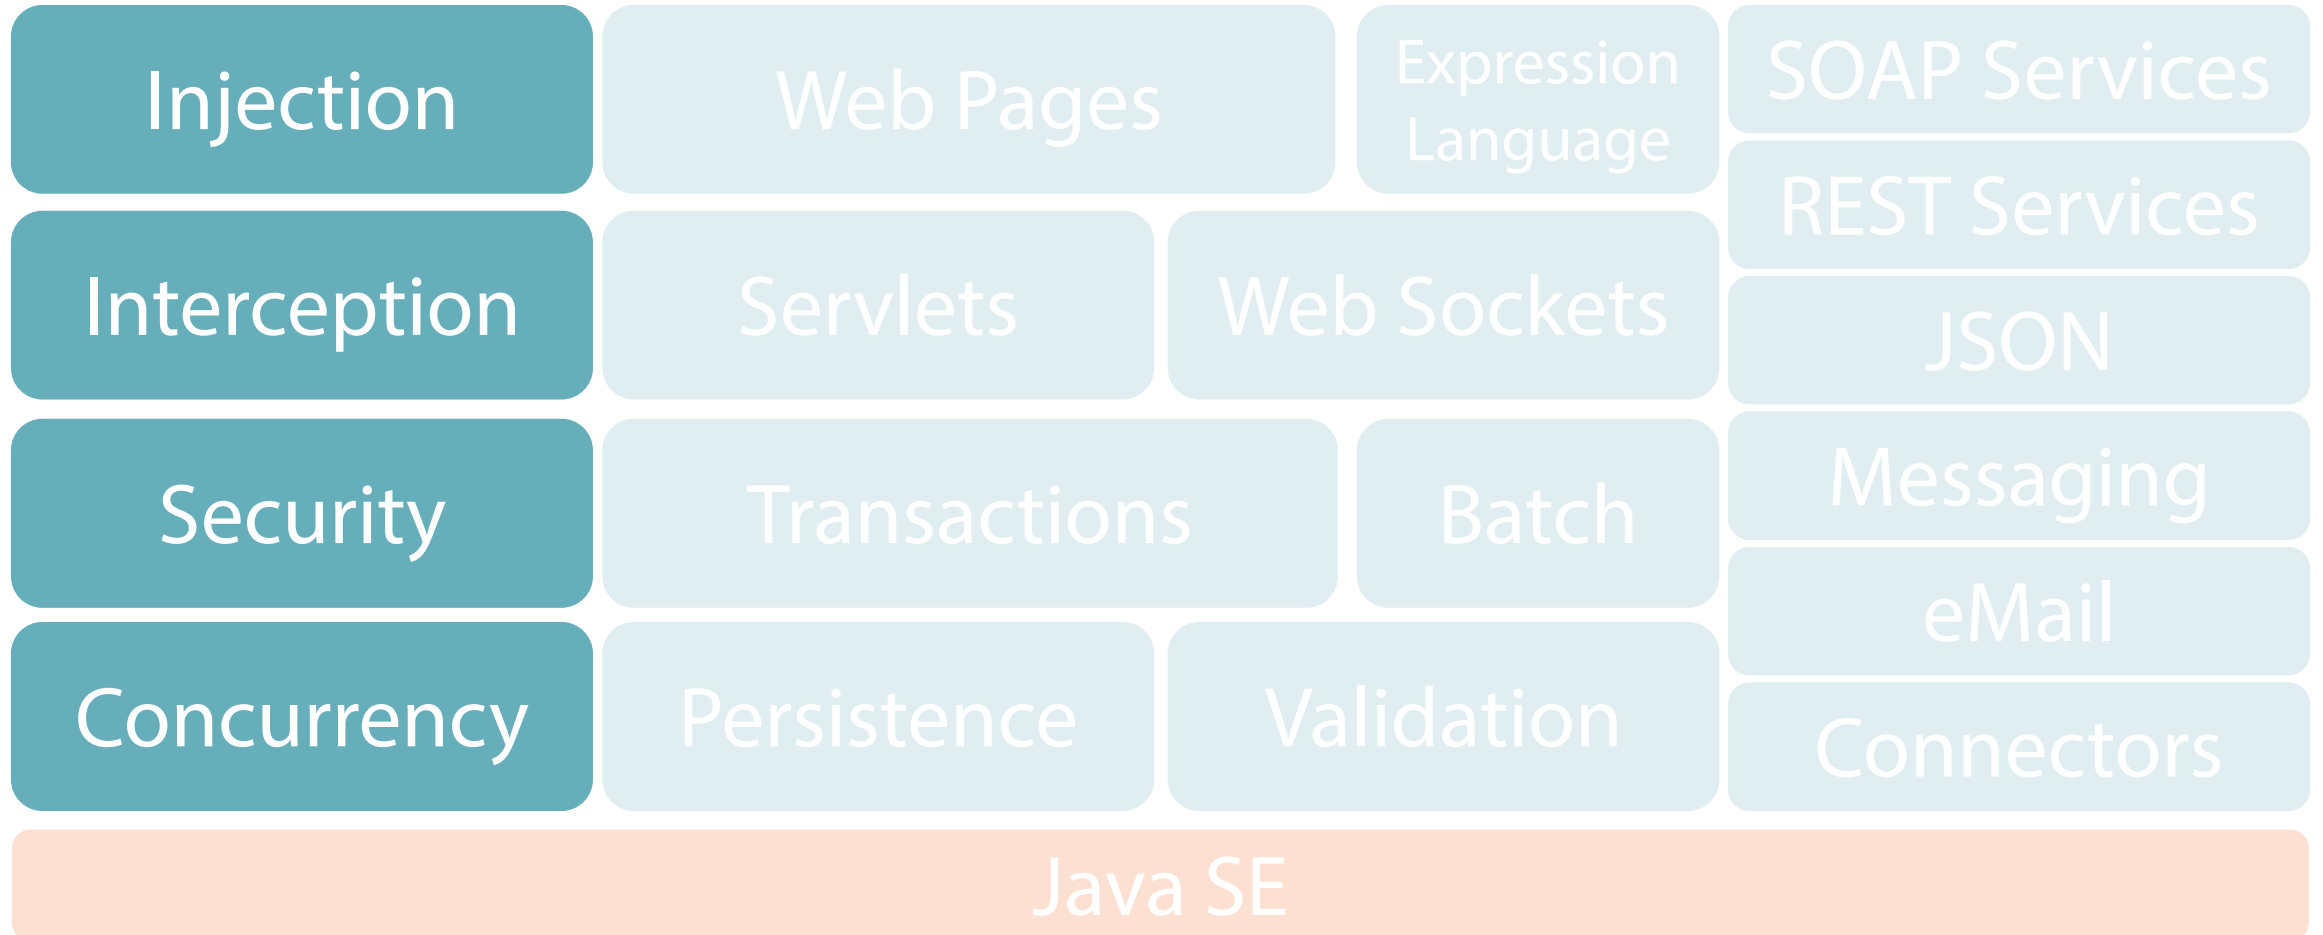 Injection
Web Pages
Expression
Language
SOAP Services
REST Services
Interception
Servlets
Web Sockets
JSON
Security
Transactions
Batch
Messaging
eMail
Concurrency
Persistence
Validation
Connectors
Java SE